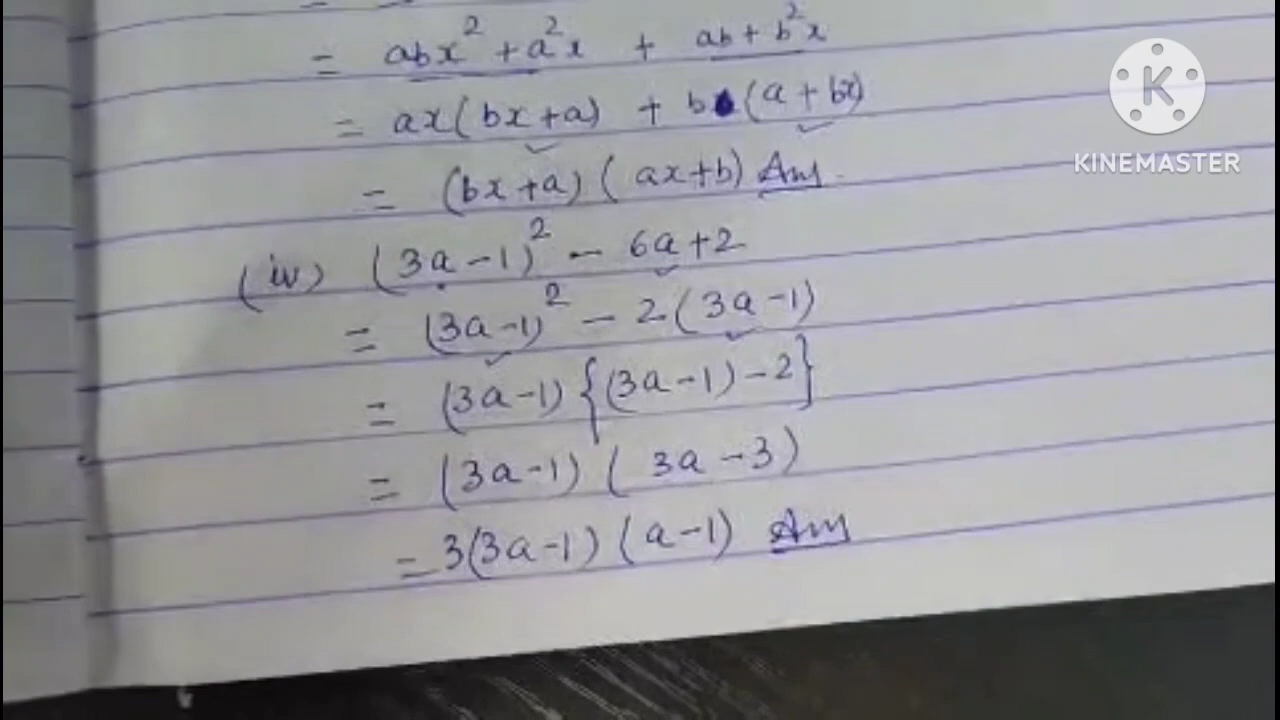 = abx² + a²x + ab + b²x
= ax(bx+a) + b(a+bx)
= (bx+a)(ax+b) Ans.
(iv) (3a-1)² - 6a+2
= (3a-1)² - 2(3a-1)
= (3a-1){(3a-1)-2}
= (3a-1)(3a-3)
= 3(3a-1)(a-1) Ans
K
KINEMASTER